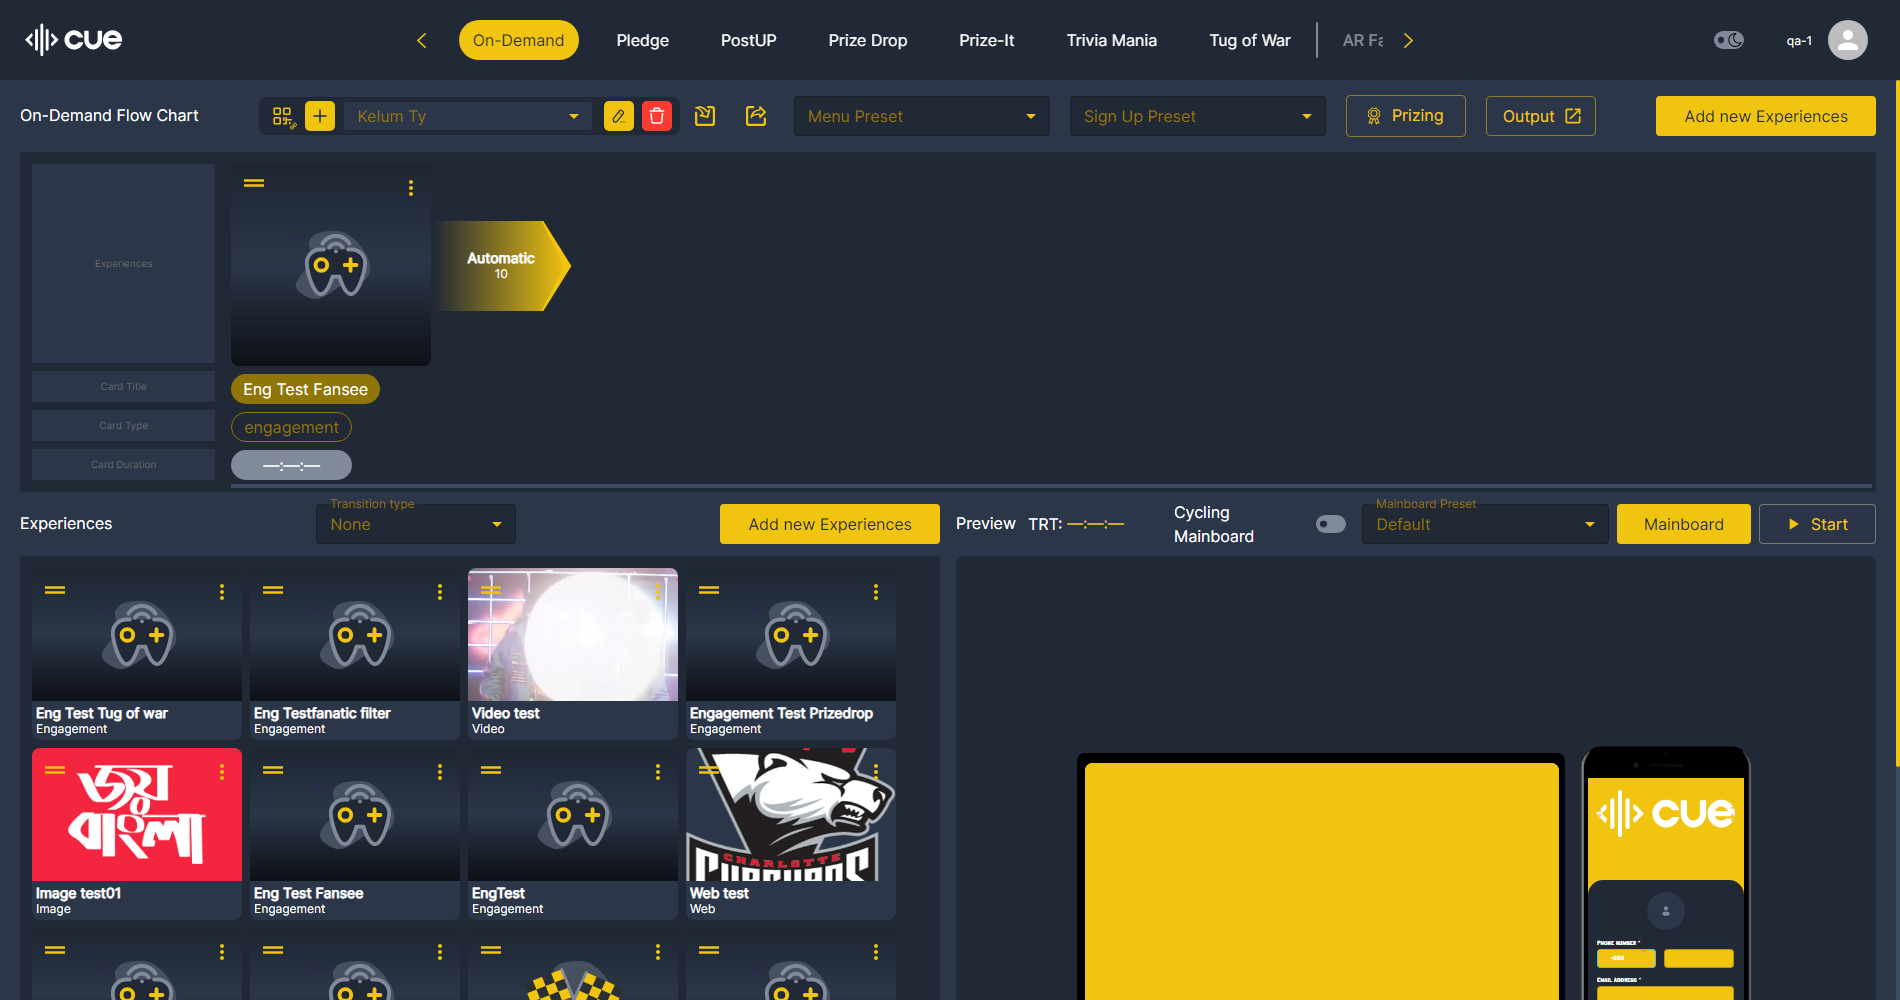 cue
On-Demand
Pledge
PostUP
Prize Drop
Prize-It
Trivia Mania
Tug of War
AR Fa
qa-1
On-Demand Flow Chart
Kelum Ty
Menu Preset
Sign Up Preset
Prizing
Output
Add new Experiences
Experiences
Automatic
10
Card Title
Eng Test Fansee
Card Type
engagement
Card Duration
—:—:—
Experiences
Transition type
None
Add new Experiences
Preview
TRT: —:—:—
Cycling
Mainboard
Mainboard Preset
Default
Mainboard
Start
Eng Test Tug of war
Engagement
Eng Testfanatic filter
Engagement
Video test
Video
Engagement Test Prizedrop
Engagement
জয়
বাংলা
Image test01
Image
Eng Test Fansee
Engagement
EngTest
Engagement
CHARLOTTE
Web test
Web
cue
PHONE NUMBER *
EMAIL ADDRESS *